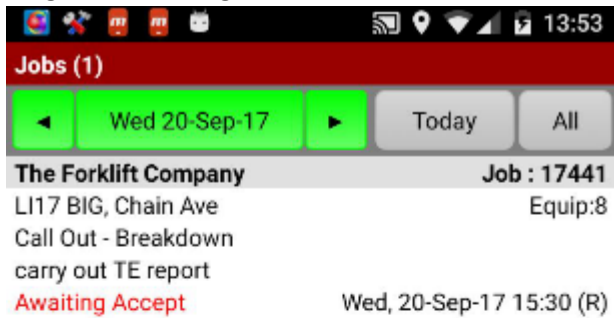 13:53
Jobs (1)
◄ Wed 20-Sep-17 ► Today All
The Forklift Company Job : 17441
LI17 BIG, Chain Ave Equip:8
Call Out - Breakdown
carry out TE report
Awaiting Accept Wed, 20-Sep-17 15:30 (R)